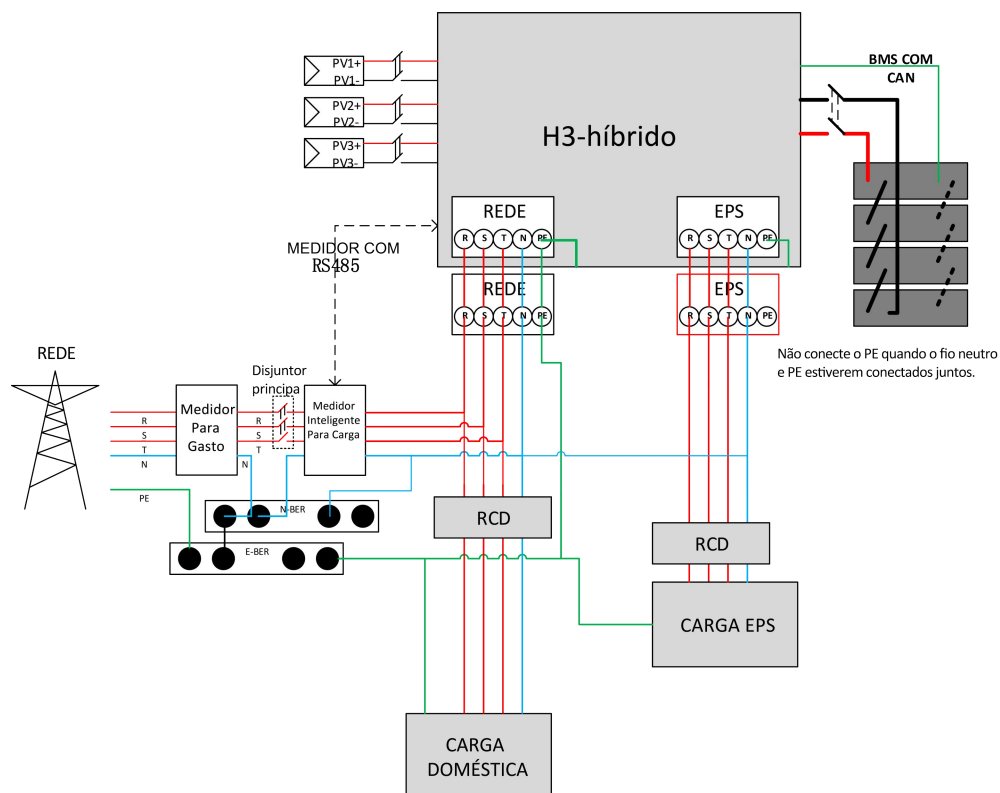 PV1+
PV1-
PV2+
PV2-
PV3+
PV3-
H3-híbrido
BMS COM
CAN
REDE
R S T N PE
EPS
R S T N PE
MEDIDOR COM
RS485
REDE
R S T N PE
EPS
R S T N PE
Não conecte o PE quando o fio neutro
e PE estiverem conectados juntos.
REDE
Disjuntor
principa
Medidor
Para
Gasto
Medidor
Inteligente
Para Carga
R
S
T
N
R
S
T
N
PE
N-BER
E-BER
RCD
RCD
CARGA EPS
CARGA
DOMÉSTICA